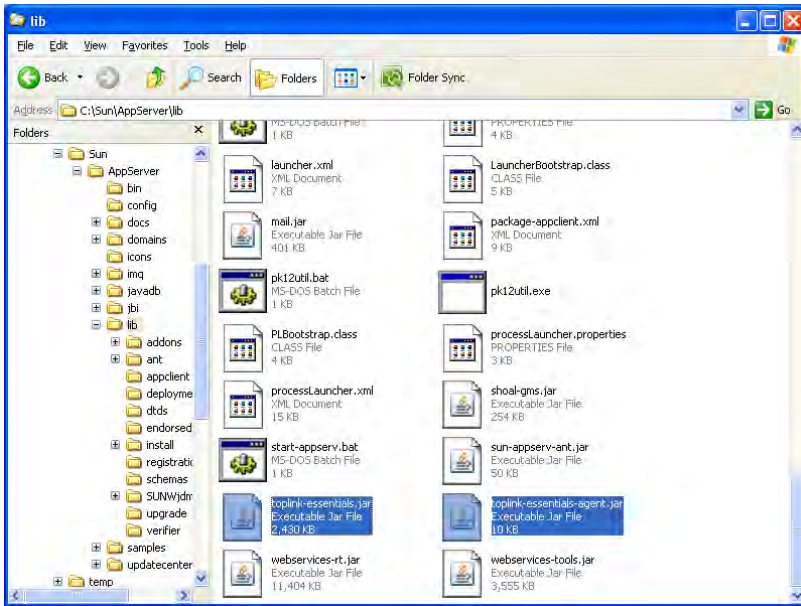 lib
File Edit View Favorites Tools Help
Back Search Folders Folder Sync
Address C:\Sun\AppServer\lib Go
Folders x
Sun
AppServer
bin
config
docs
domains
icons
imq
javadb
jbi
lib
addons
ant
appclient
deployme
dtds
endorsed
install
registratic
schemas
SUNWjdm
upgrade
verifier
samples
updatecenter
temp
MS-DOS Batch File
1 KB
PROPERTIES File
4 KB
launcher.xml
XML Document
7 KB
LauncherBootstrap.class
CLASS File
5 KB
mail.jar
Executable Jar File
401 KB
package-appclient.xml
XML Document
9 KB
pk12util.bat
MS-DOS Batch File
1 KB
pk12util.exe
PLBootstrap.class
CLASS File
4 KB
processLauncher.properties
PROPERTIES File
3 KB
processLauncher.xml
XML Document
15 KB
shoal-gms.jar
Executable Jar File
254 KB
start-appserv.bat
MS-DOS Batch File
1 KB
sun-appserv-ant.jar
Executable Jar File
50 KB
toplink-essentials.jar
Executable Jar File
2,430 KB
toplink-essentials-agent.jar
Executable Jar File
10 KB
webservices-rt.jar
Executable Jar File
11,404 KB
webservices-tools.jar
Executable Jar File
3,555 KB